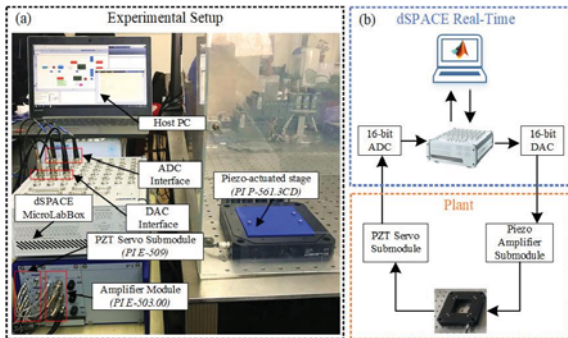 (a)
Experimental Setup
Host PC
ADC
Interface
Piezo-actuated stage
(PI P-561.3CD)
dSPACE
MicroLabBox
DAC
Interface
PZT Servo Submodule
(PI E-509)
Amplifier Module
(PI E-503.00)
(b)
dSPACE Real-Time
16-bit
ADC
16-bit
DAC
Plant
PZT Servo
Submodule
Piezo
Amplifier
Submodule